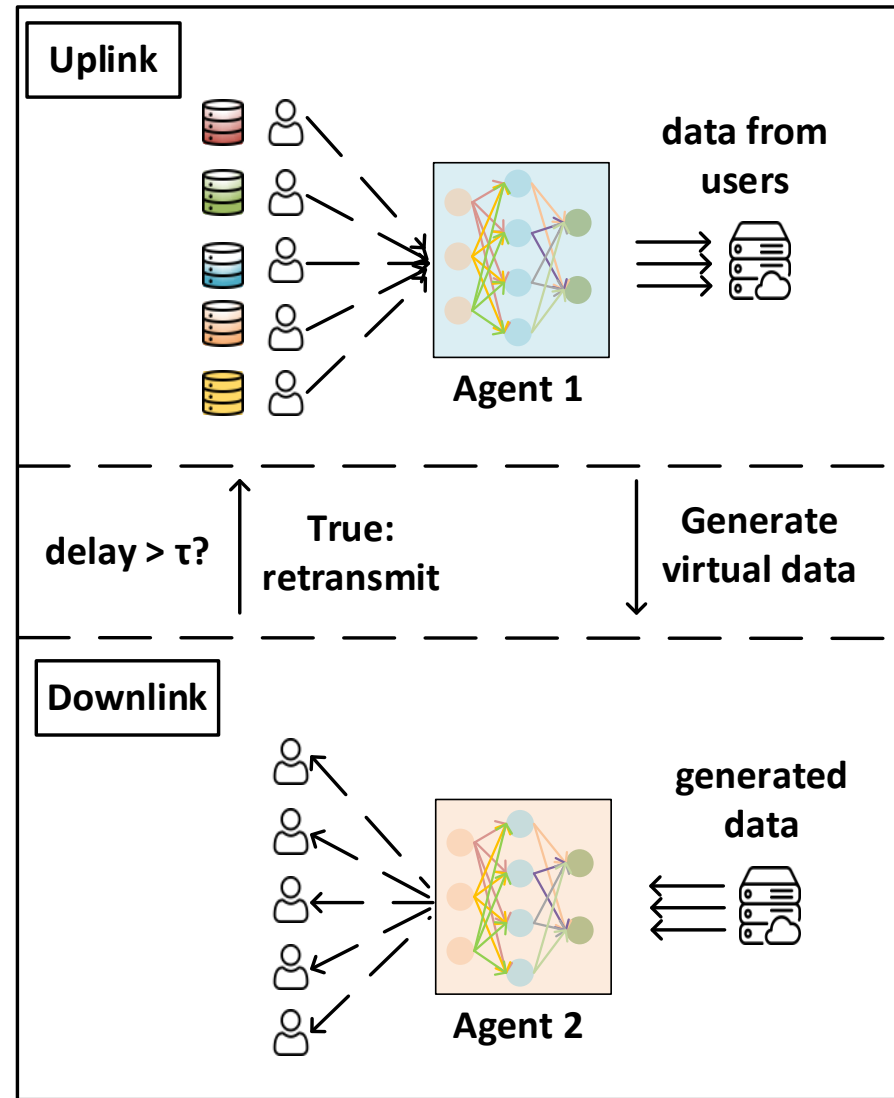 Uplink
data from
users
Agent 1
delay > τ?
True:
retransmit
Generate
virtual data
Downlink
generated
data
Agent 2